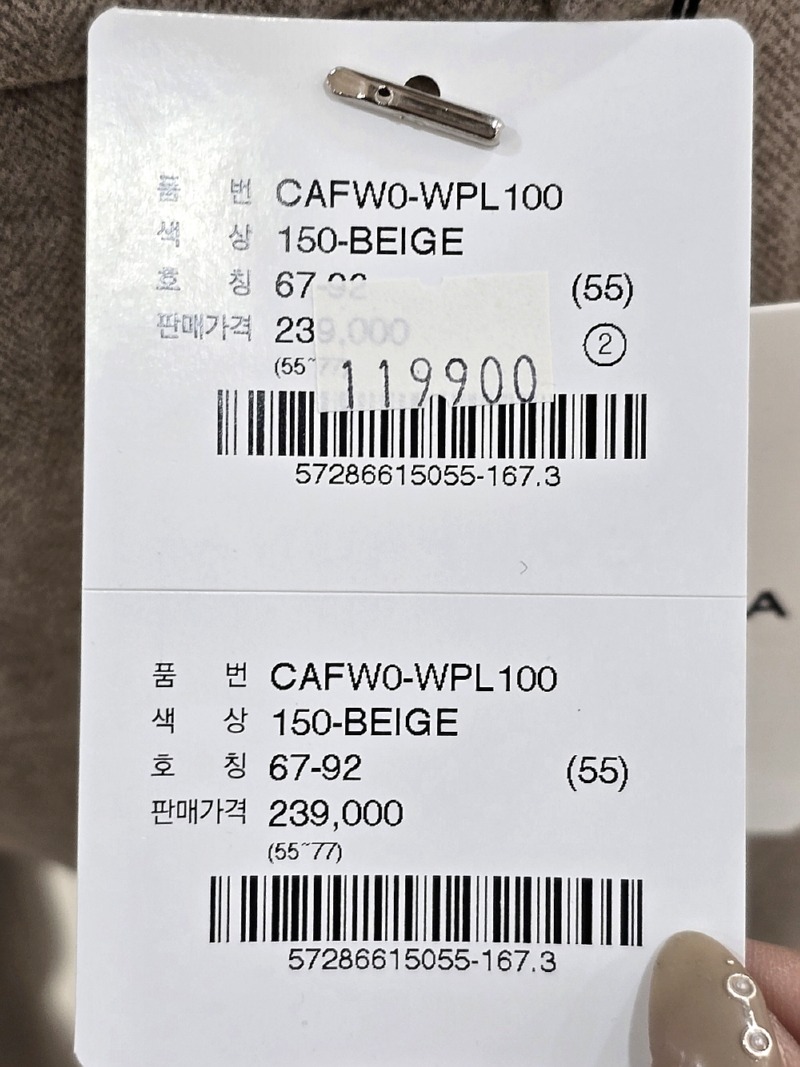 품 번 CAFW0-WPL100
색 상 150-BEIGE
호 칭 67-92 (55)
판매가격 239,000 ②
(55~77)
119900
57286615055-167.3
품 번 CAFW0-WPL100
색 상 150-BEIGE
호 칭 67-92 (55)
판매가격 239,000
(55~77)
57286615055-167.3
A